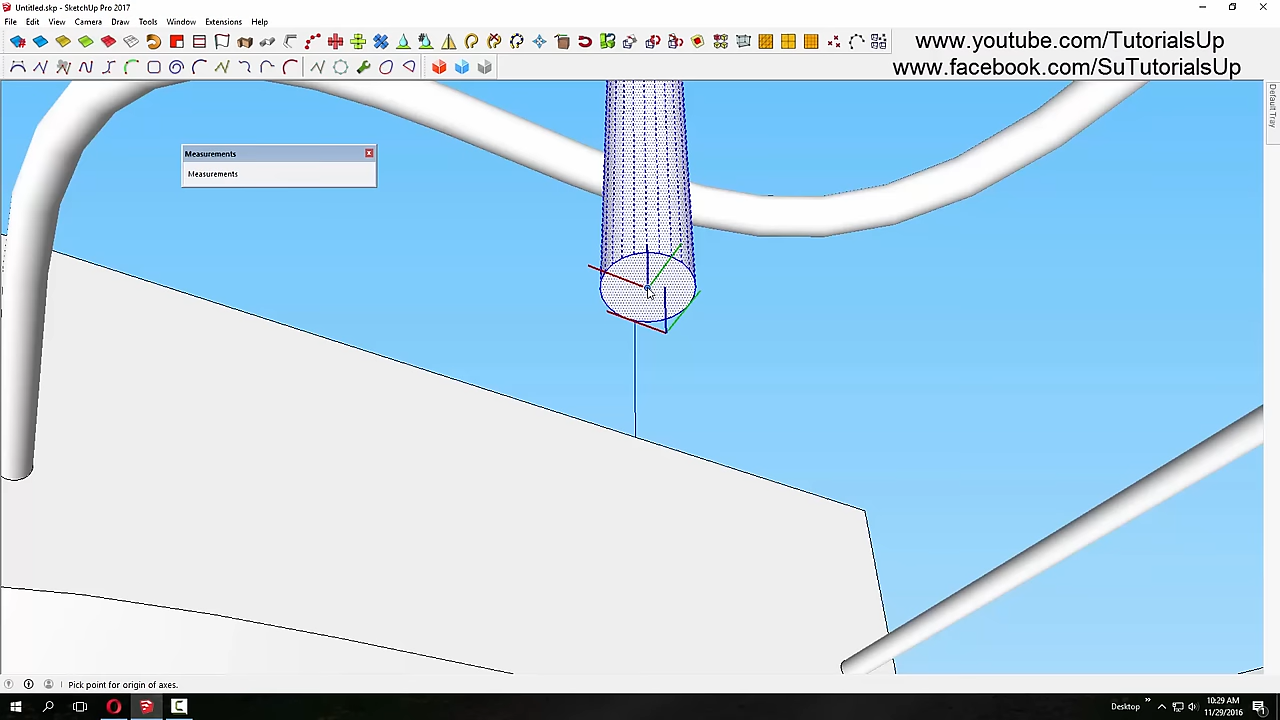 Untitled.skp - SketchUp Pro 2017
File Edit View Camera Draw Tools Window Extensions Help
www.youtube.com/TutorialsUp
www.facebook.com/SuTutorialsUp
Default Tray
Measurements
Measurements
Pick point for origin of axes.
Desktop
10:29 AM
11/29/2016